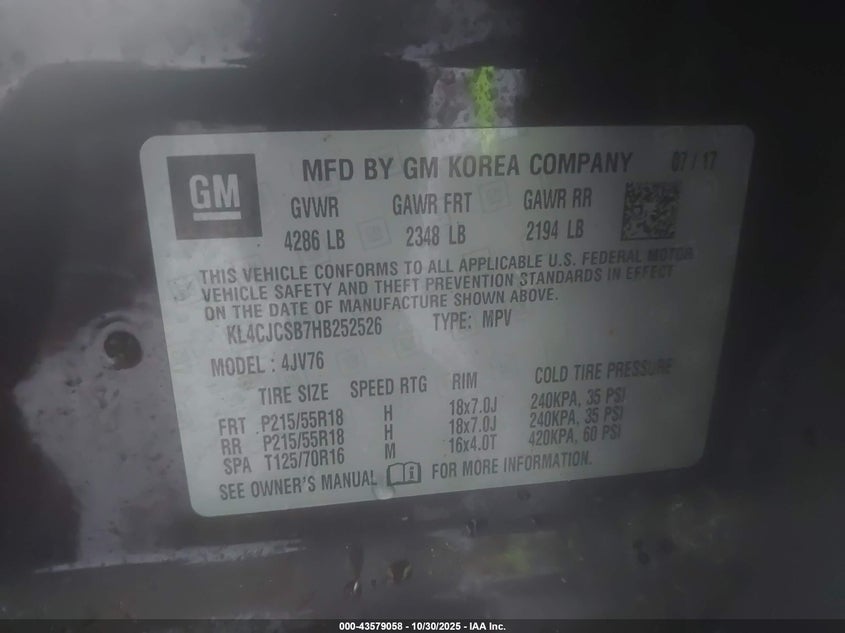 GM
MFD BY GM KOREA COMPANY 07/17
GVWR GAWR FRT GAWR RR
4286 LB 2348 LB 2194 LB
THIS VEHICLE CONFORMS TO ALL APPLICABLE U.S. FEDERAL MOTOR
VEHICLE SAFETY AND THEFT PREVENTION STANDARDS IN EFFECT
ON THE DATE OF MANUFACTURE SHOWN ABOVE.
KL4CJCSB7HB252526 TYPE: MPV
MODEL: 4JV76
TIRE SIZE SPEED RTG RIM COLD TIRE PRESSURE
FRT P215/55R18 H 18x7.0J 240KPA, 35 PSI
RR P215/55R18 H 18x7.0J 240KPA, 35 PSI
SPA T125/70R16 M 16x4.0T 420KPA, 60 PSI
SEE OWNER'S MANUAL FOR MORE INFORMATION.
000-43579058 - 10/30/2025 - IAA Inc.